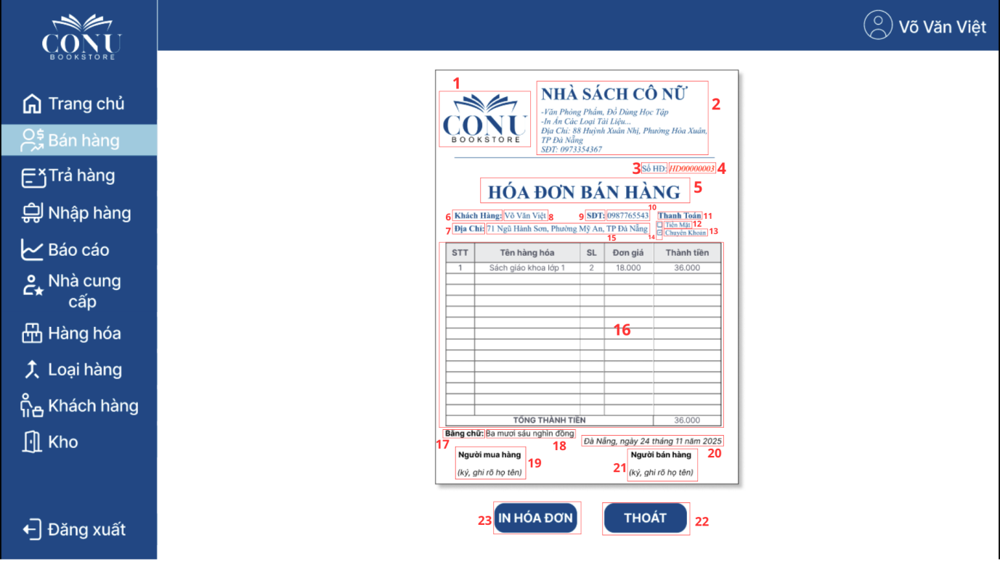 CONU
BOOKSTORE
Võ Văn Việt
Trang chủ
Bán hàng
Trả hàng
Nhập hàng
Báo cáo
Nhà cung
cấp
Hàng hóa
Loại hàng
Khách hàng
Kho
Đăng xuất
1
CONU
BOOKSTORE
NHÀ SÁCH CÔ NỮ
2
-Văn Phòng Phẩm, Đồ Dùng Học Tập
-In Ấn Các Loại Tài Liệu...
Địa Chỉ: 88 Huỳnh Xuân Nhị, Phường Hòa Xuân,
TP Đà Nẵng
SĐT: 0973354367
3 Số HĐ: HD00000003 4
HÓA ĐƠN BÁN HÀNG 5
10
6 Khách Hàng: Võ Văn Việt 8 9 SĐT: 0987765543 Thanh Toán 11
Tiền Mặt 12
7 Địa Chỉ: 71 Ngũ Hành Sơn, Phường Mỹ An, TP Đà Nẵng Chuyển Khoản 13
15 14
STT Tên hàng hóa SL Đơn giá Thành tiền
1 Sách giáo khoa lớp 1 2 18.000 36.000
16
TỔNG THÀNH TIỀN 36.000
Bằng chữ: Ba mươi sáu nghìn đồng
17 18
Đà Nẵng, ngày 24 tháng 11 năm 2025
20
Người mua hàng 19 21 Người bán hàng
(ký, ghi rõ họ tên) (ký, ghi rõ họ tên)
23 IN HÓA ĐƠN THOÁT 22